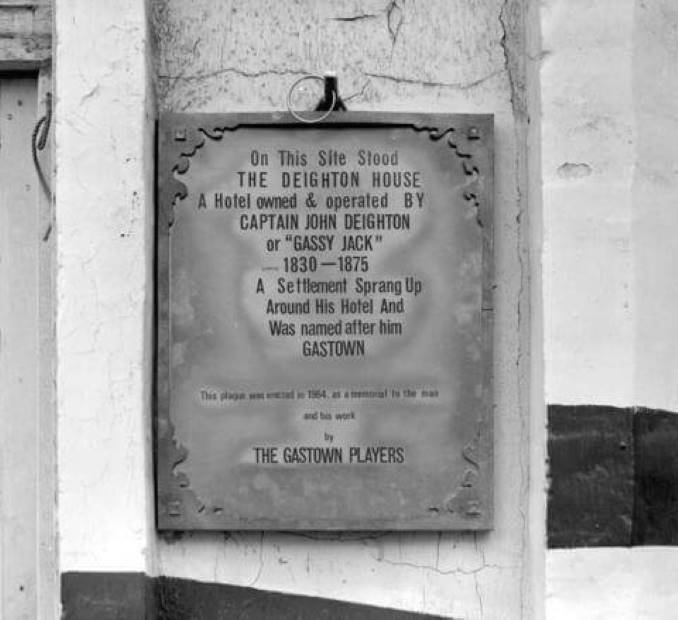 On This Site Stood
THE DEIGHTON HOUSE
A Hotel owned & operated BY
CAPTAIN JOHN DEIGHTON
or "GASSY JACK"
1830—1875
A Settlement Sprang Up
Around His Hotel And
Was named after him
GASTOWN
This plaque was erected in 1964, as a memorial to the man
and his work
by
THE GASTOWN PLAYERS